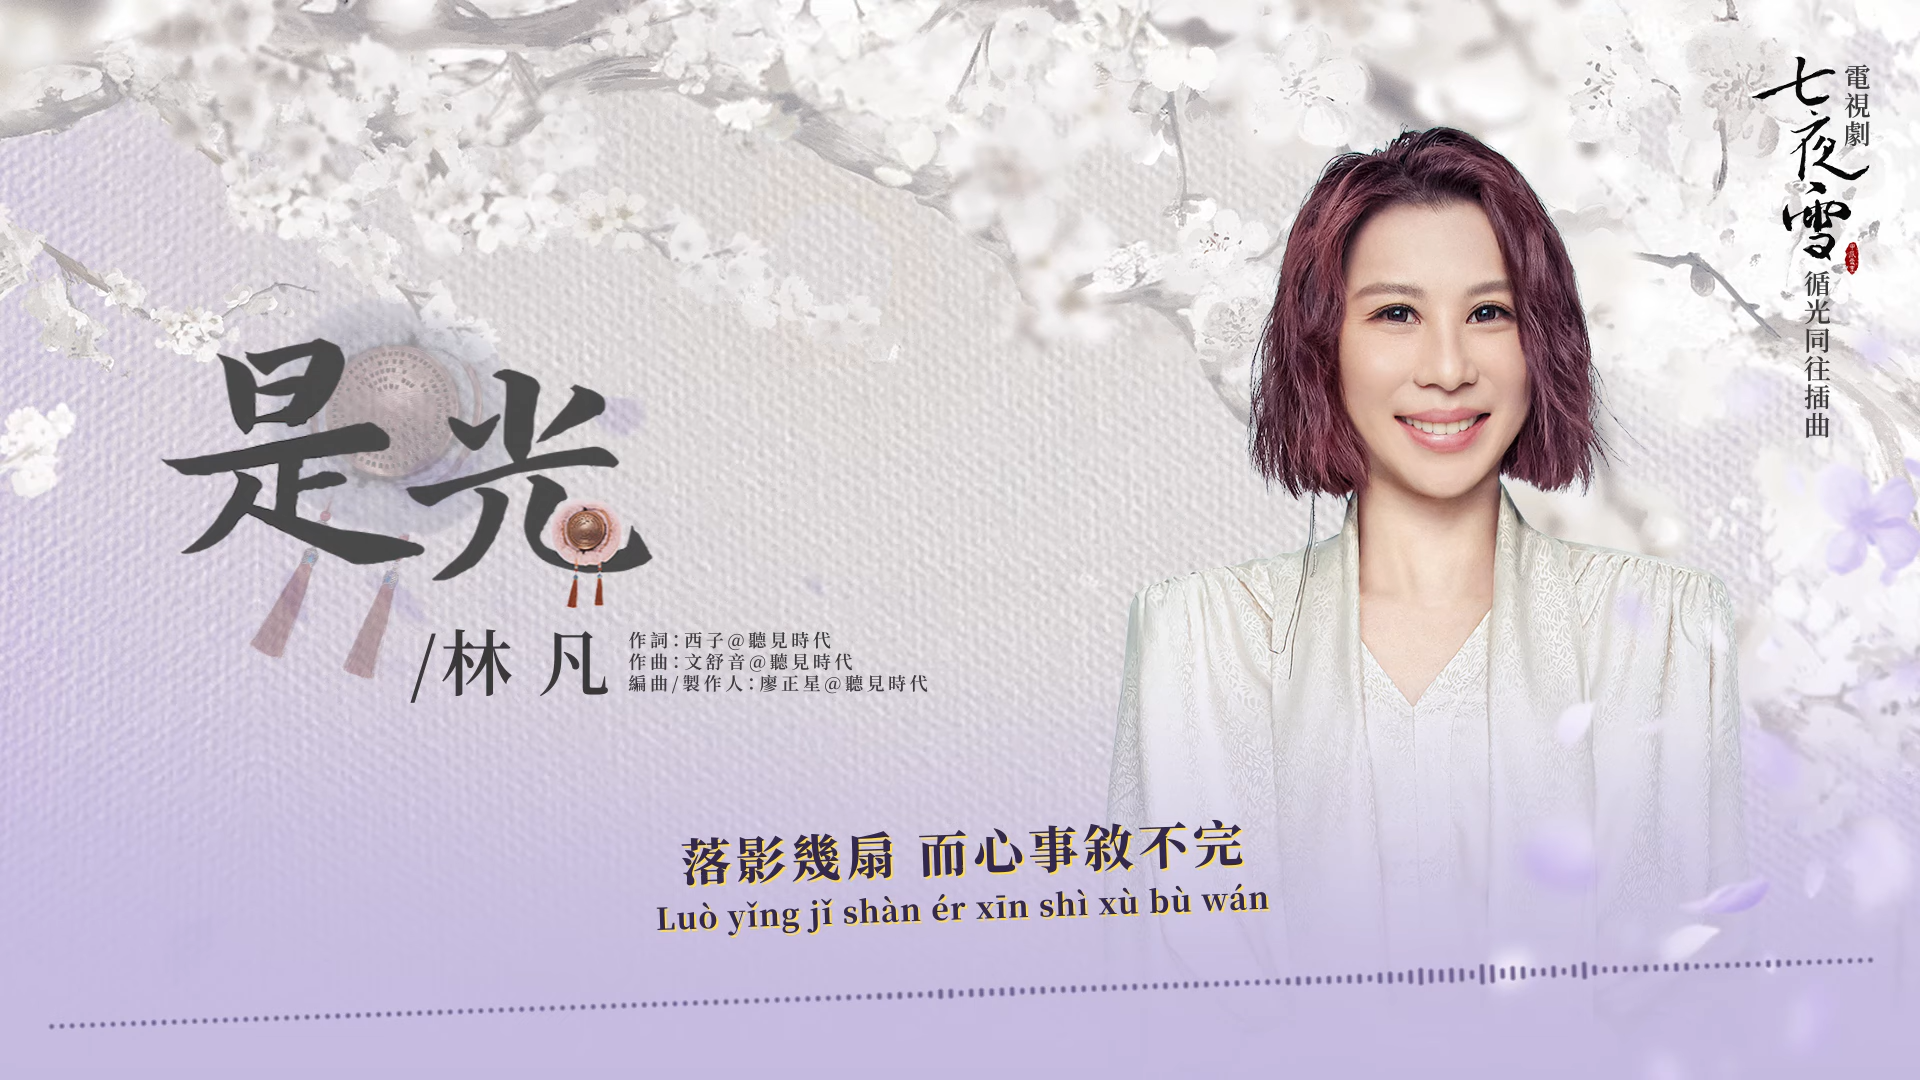 電視劇
七夜雪
循光同往插曲
是光
/林 凡
作詞:西子@聽見時代
作曲:文舒音@聽見時代
編曲/製作人:廖正星@聽見時代
落影幾扇 而心事敘不完
Luò yǐng jǐ shàn ér xīn shì xù bù wán